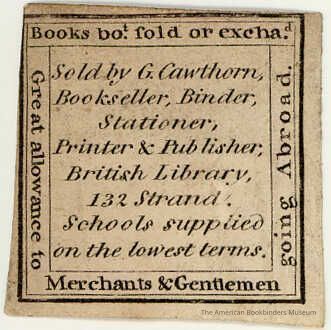 Books bot. ſold or excha.d
Sold by G. Cawthorn,
Bookseller, Binder,
Stationer,
Printer & Publisher,
British Library,
132 Strand.
Schools supplied
on the lowest terms.
Great allowance to
Merchants & Gentlemen
going Abroad.
The American Bookbinders Museum